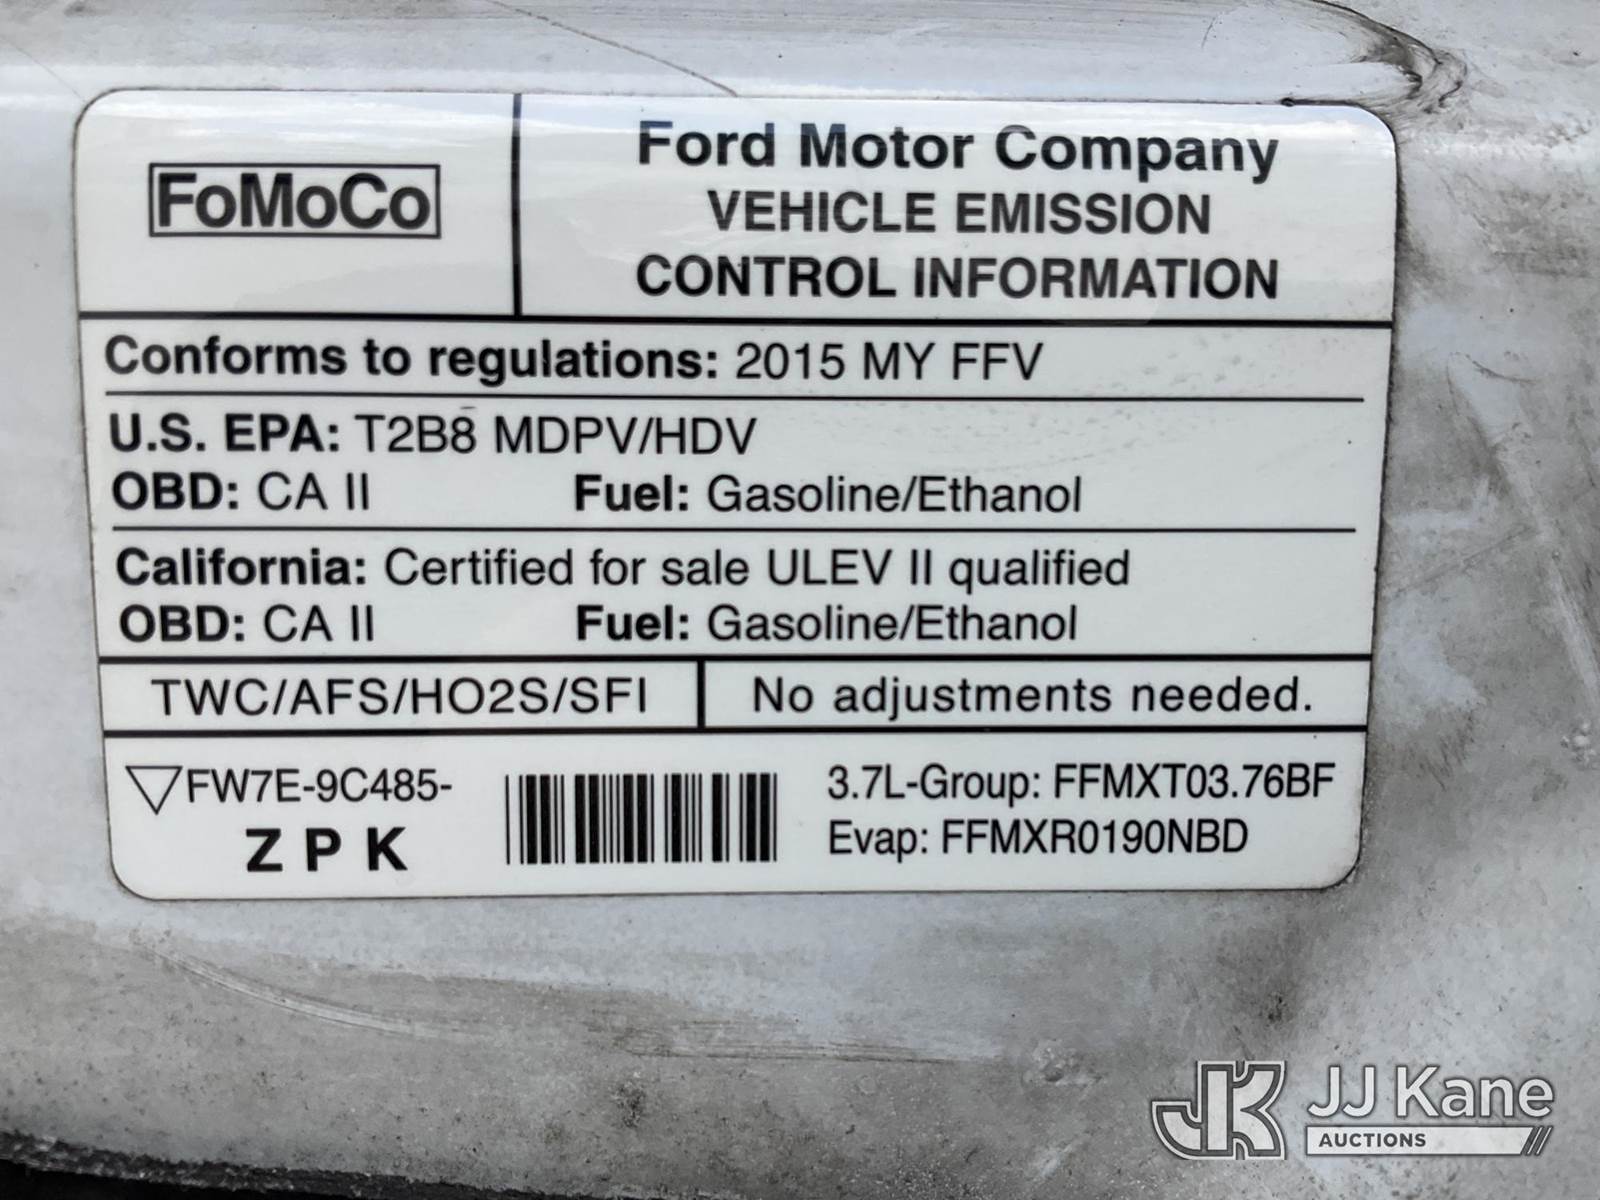 FoMoCo
Ford Motor Company
VEHICLE EMISSION
CONTROL INFORMATION
Conforms to regulations: 2015 MY FFV
U.S. EPA: T2B8 MDPV/HDV
OBD: CA II Fuel: Gasoline/Ethanol
California: Certified for sale ULEV II qualified
OBD: CA II Fuel: Gasoline/Ethanol
TWC/AFS/HO2S/SFI
No adjustments needed.
FW7E-9C485-
ZPK
3.7L-Group: FFMXT03.76BF
Evap: FFMXR0190NBD
JK JJ Kane
AUCTIONS